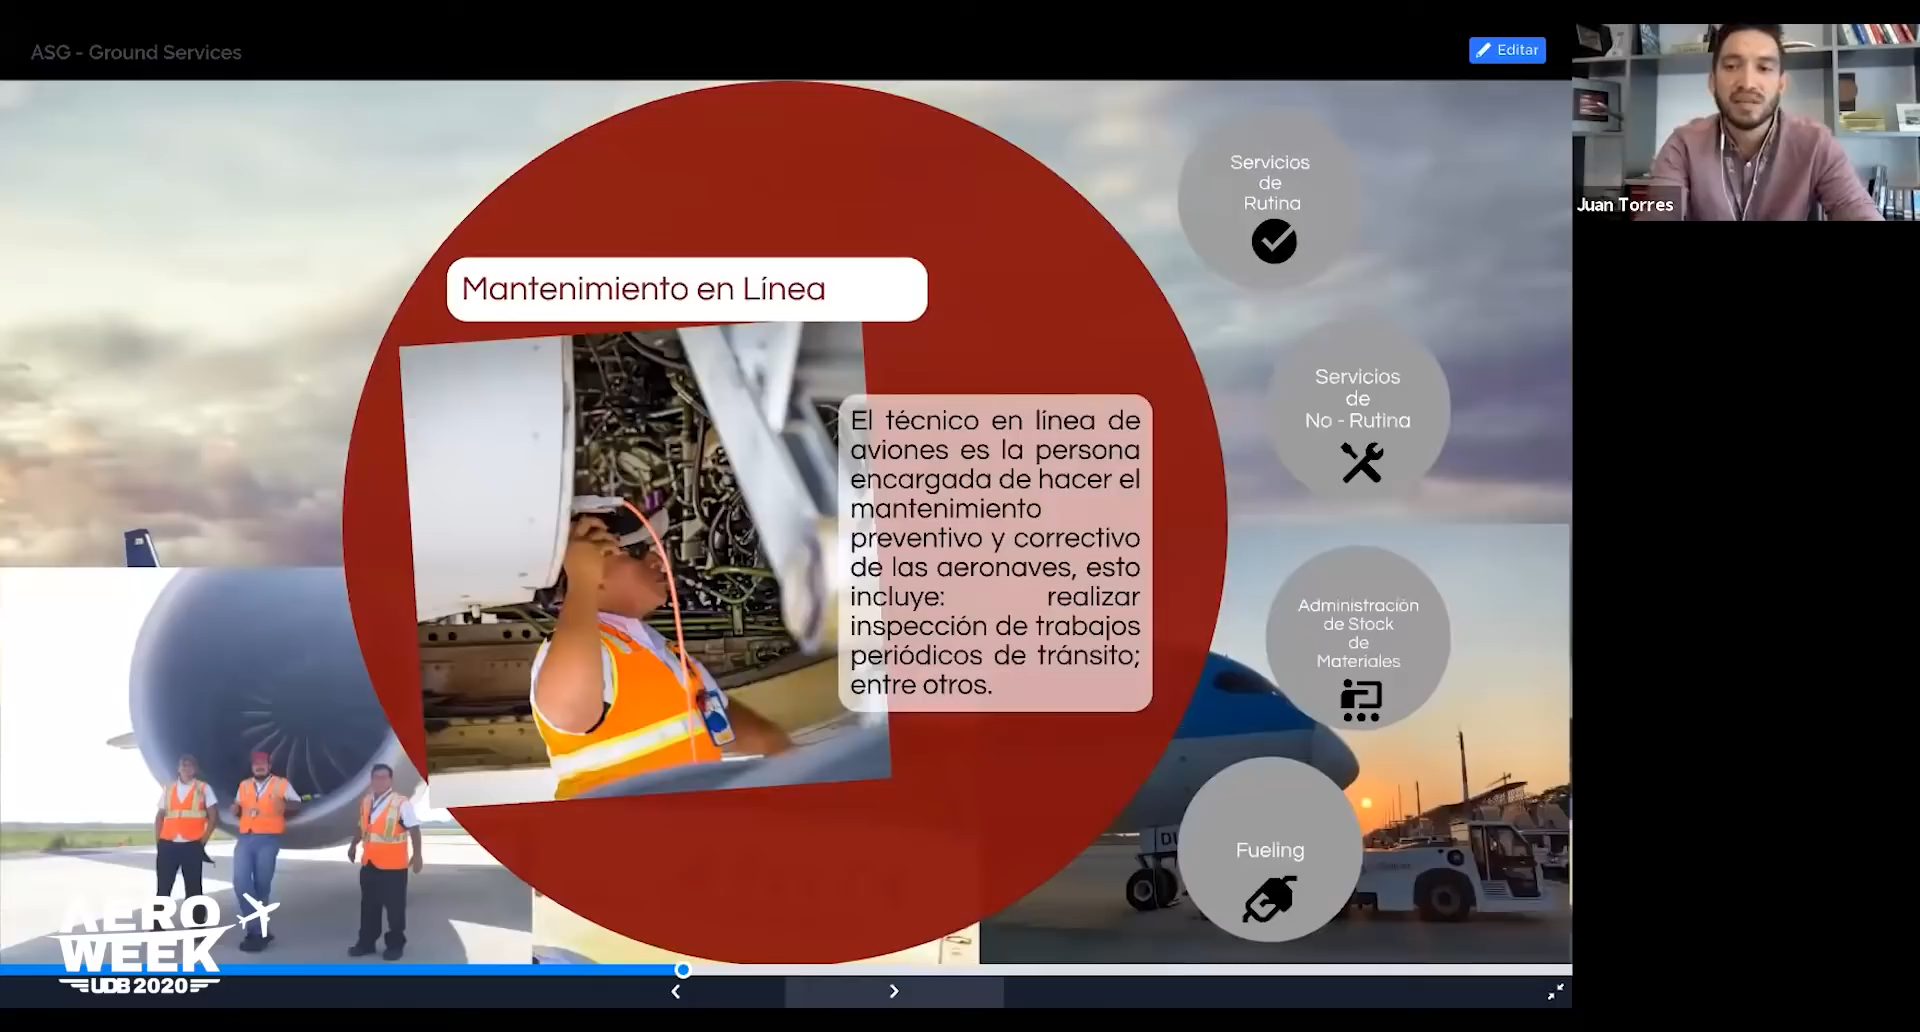 ASG - Ground Services
Editar
Juan Torres
Servicios
de
Rutina
Mantenimiento en Línea
Servicios
de
No - Rutina
El técnico en línea de
aviones es la persona
encargada de hacer el
mantenimiento
preventivo y correctivo
de las aeronaves, esto
incluye: realizar
inspección de trabajos
periódicos de tránsito;
entre otros.
Administración
de Stock
de
Materiales
Fueling
AERO
WEEK
UDB 2020